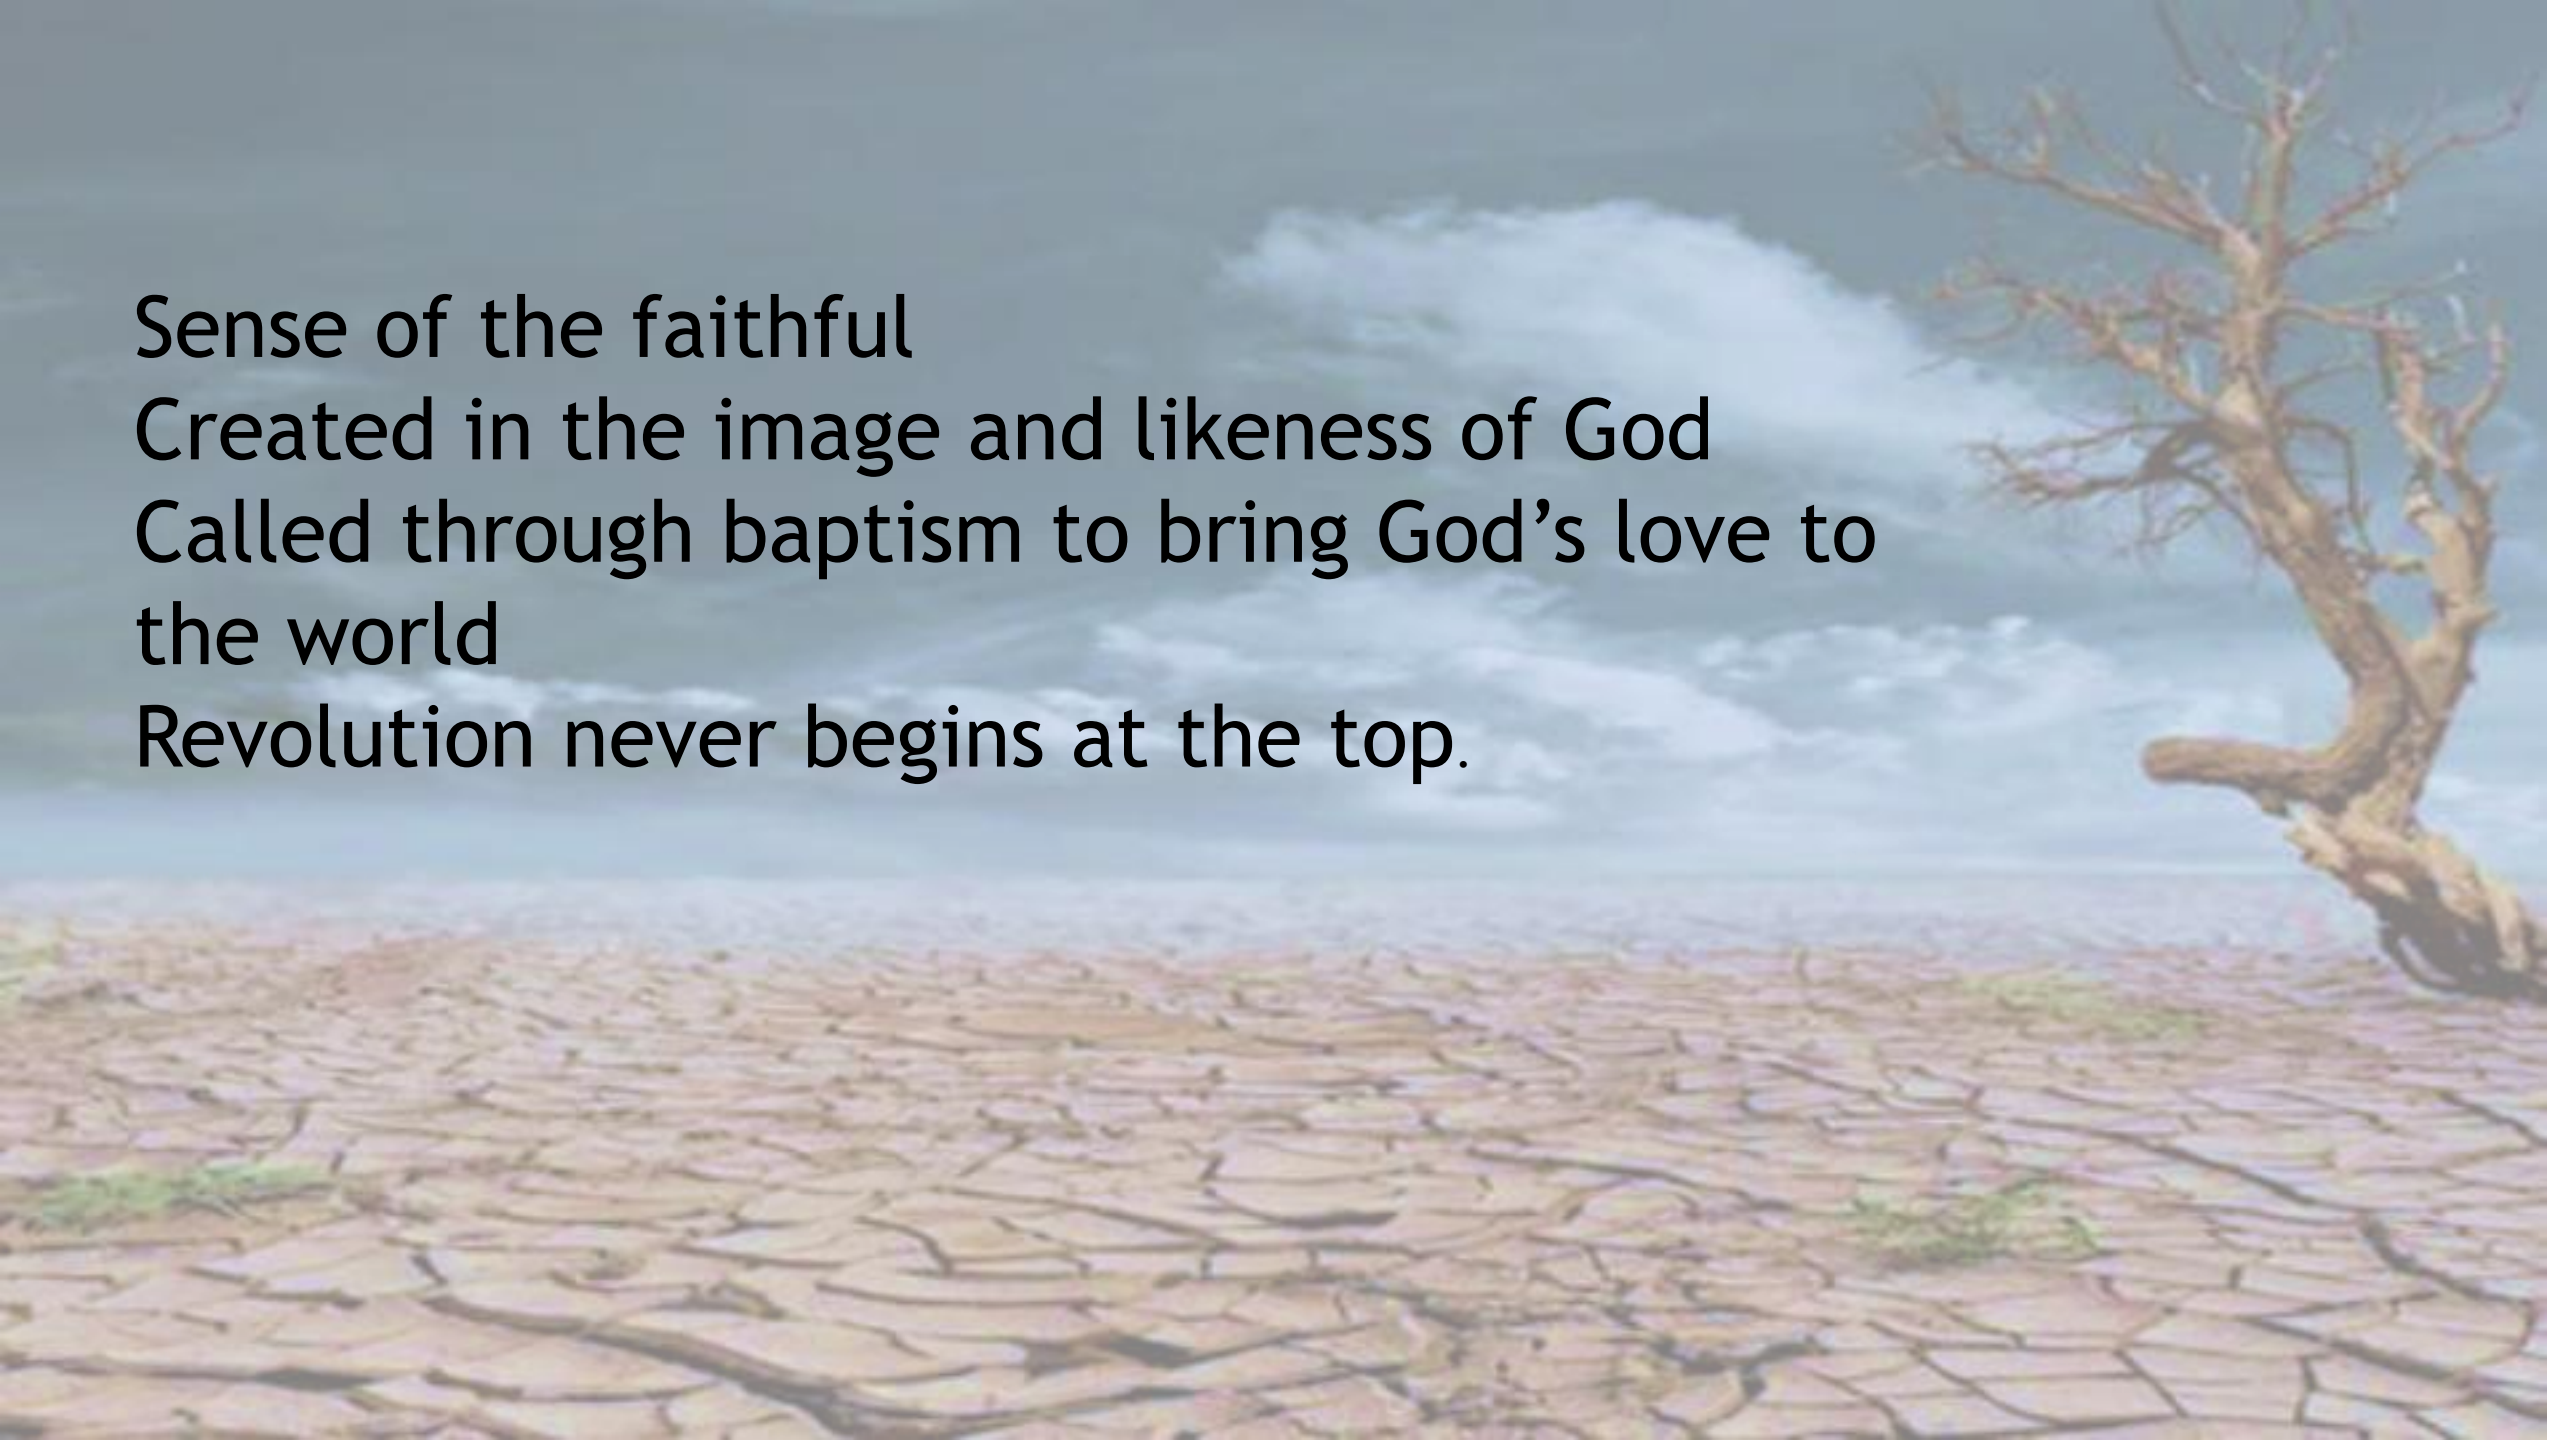 Sense of the faithful
Created in the image and likeness of God
Called through baptism to bring God’s love to
the world
Revolution never begins at the top.